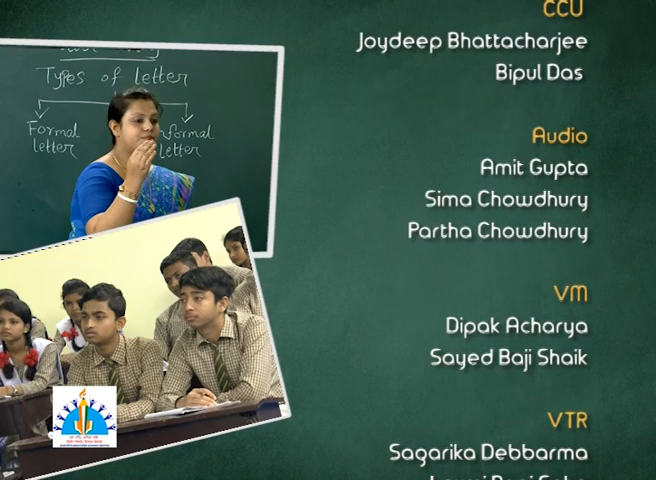 Types of letter
Formal
letter
formal
letter
CCU
Joydeep Bhattacharjee
Bipul Das
Audio
Amit Gupta
Sima Chowdhury
Partha Chowdhury
VM
Dipak Acharya
Sayed Baji Shaik
VTR
Sagarika Debbarma